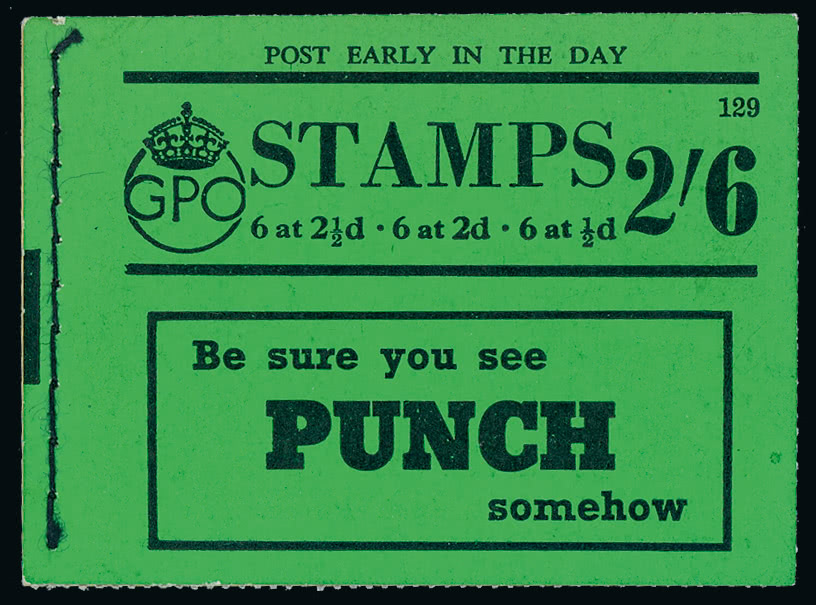 POST EARLY IN THE DAY
129
GPO
STAMPS 2/6
6 at 2½d · 6 at 2d · 6 at ½d
Be sure you see
PUNCH
somehow